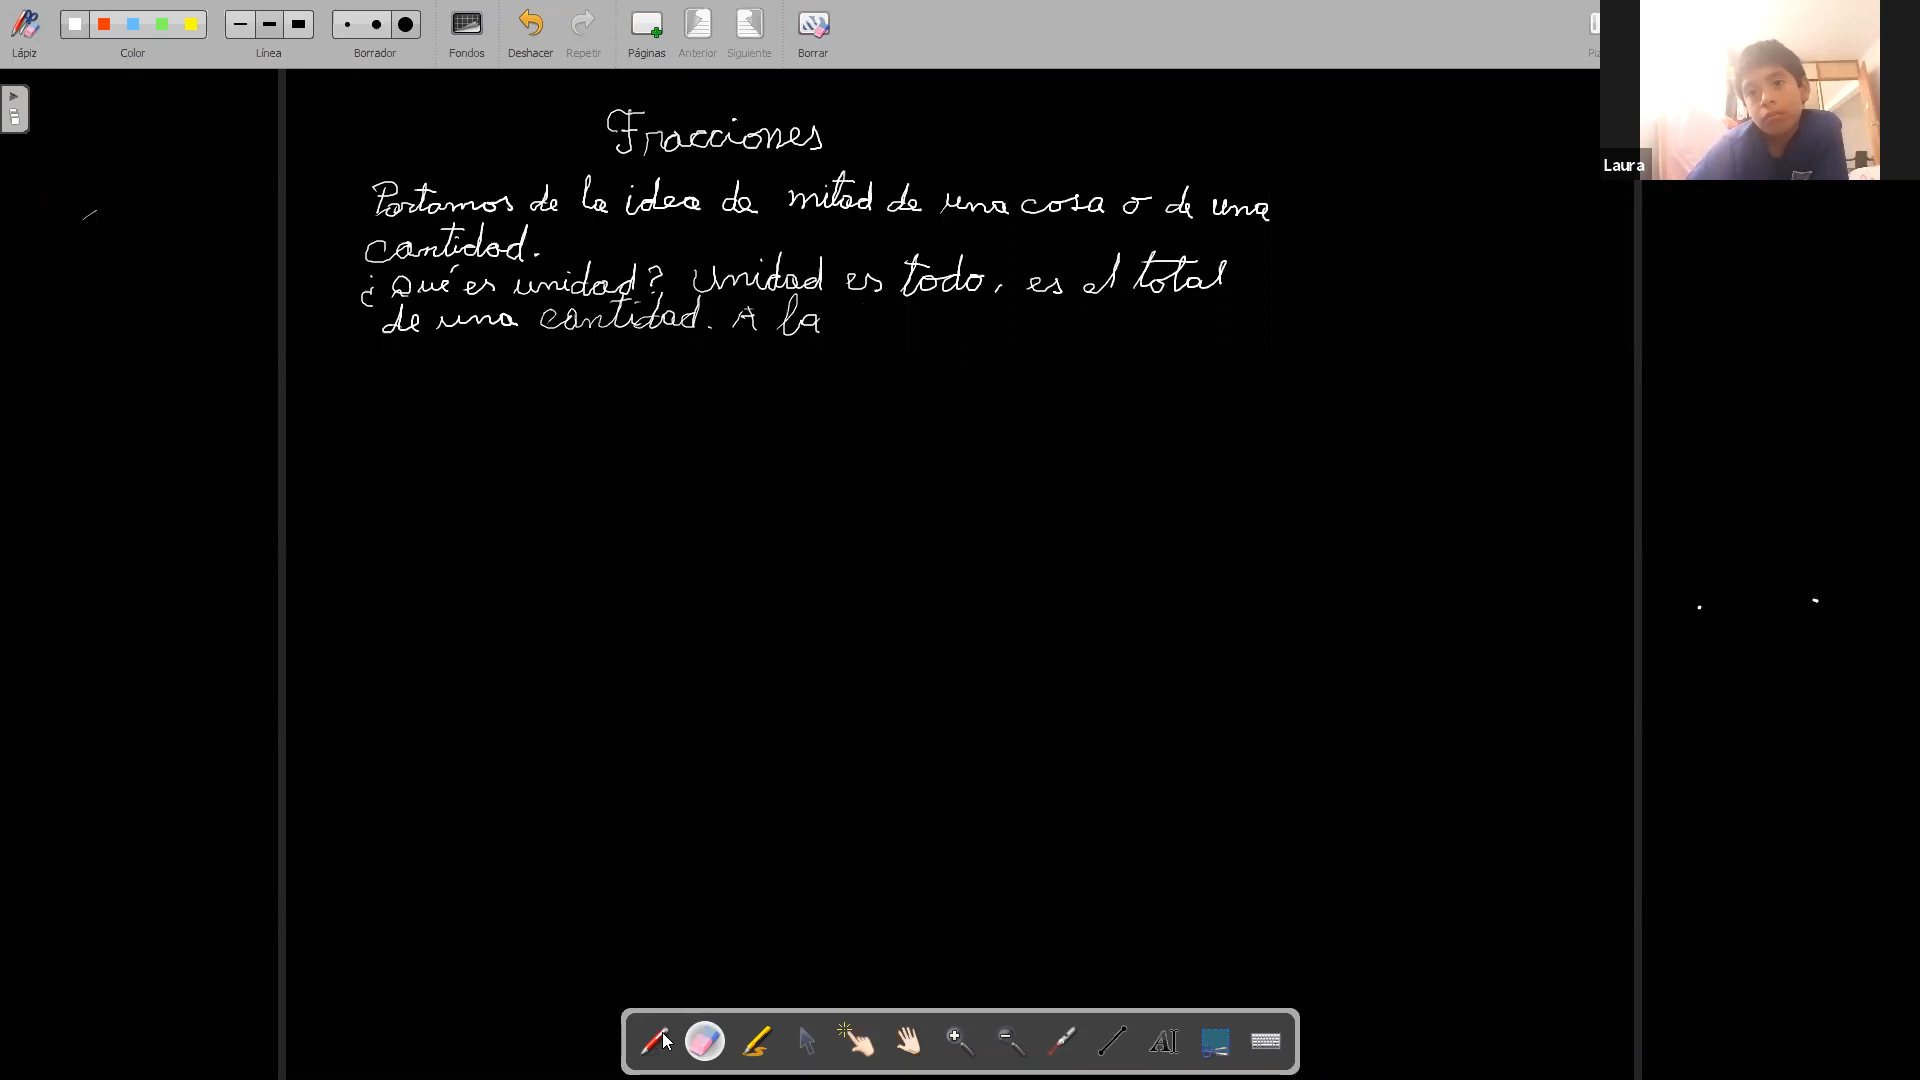 Lápiz Color Línea Borrador Fondos Deshacer Repetir Páginas Anterior Siguiente Borrar
Laura
Fracciones
Partamos de la idea de mitad de una cosa o de una
cantidad.
¿Qué es unidad? Unidad es todo, es el total
de una cantidad. A la